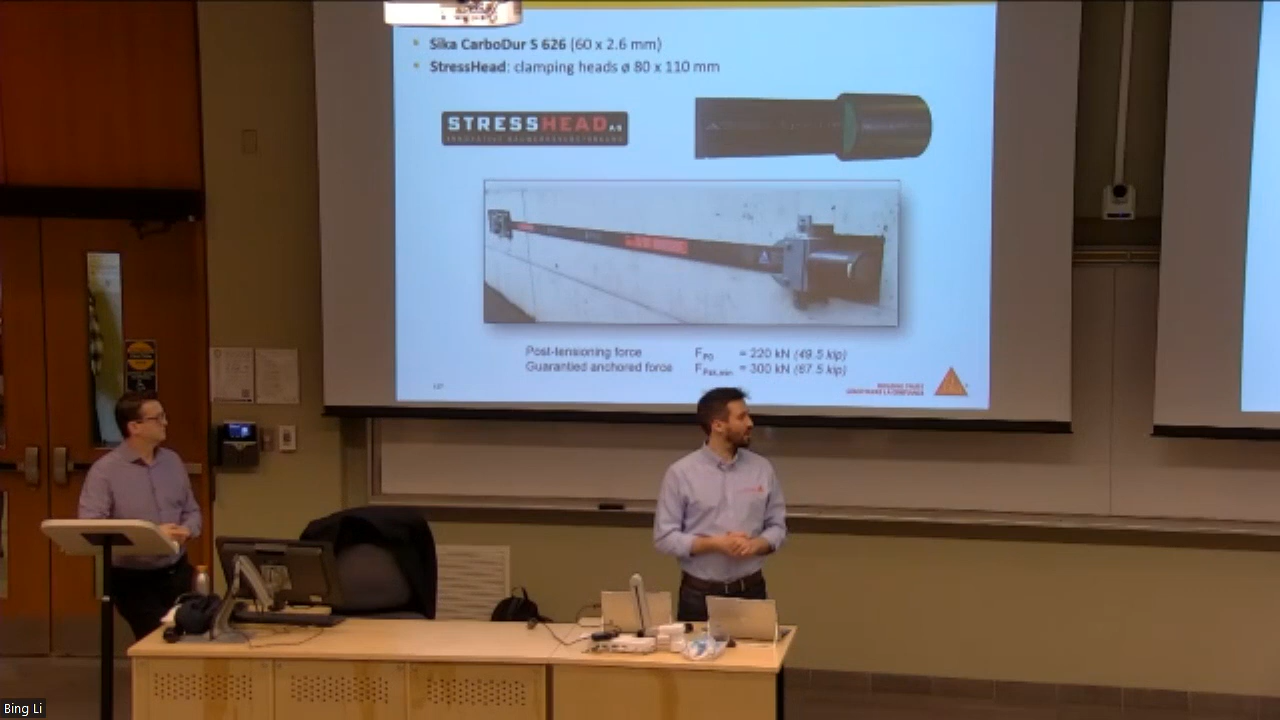 Sika CarboDur S 626 (60 x 2.6 mm)
StressHead: clamping heads ø 80 x 110 mm
STRESSHEAD AG
Post-tensioning force F = 220 kN (49.5 kip)
Guarantied anchored force F = 300 kN (67.5 kip)
Bing Li